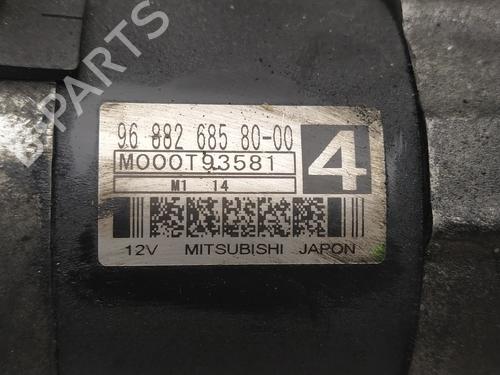 96 882 685 80-00
M000T93581
4
M1 14
12V MITSUBISHI JAPON
B-PARTS